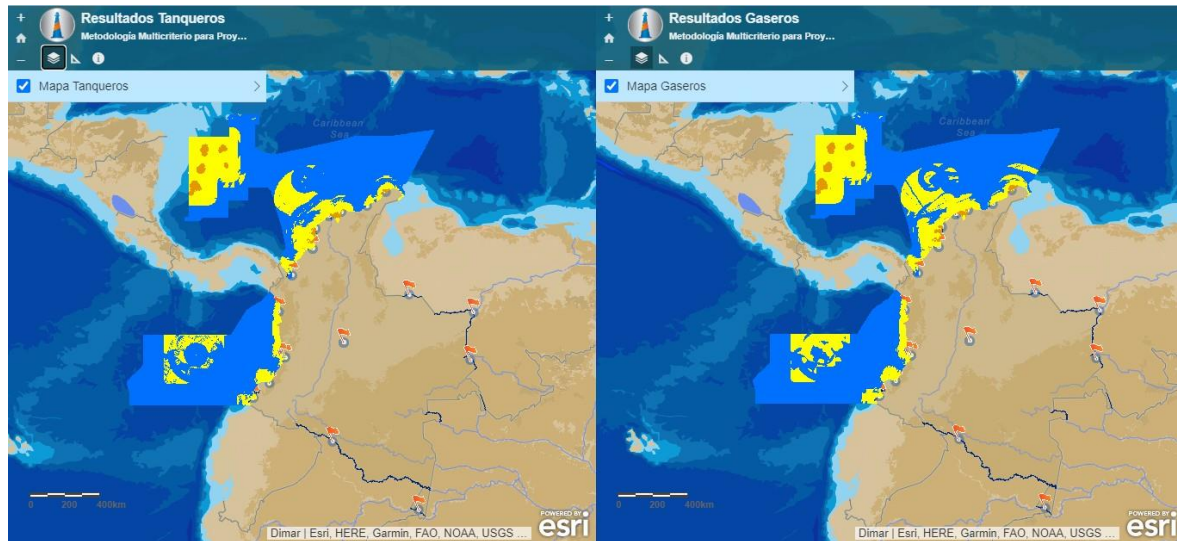 Resultados Tanqueros
Metodología Multicriterio para Proy…
Mapa Tanqueros
Caribbean
Sea
0 200 400km
Dimar | Esri, HERE, Garmin, FAO, NOAA, USGS ...
POWERED BY
esri
Resultados Gaseros
Metodología Multicriterio para Proy…
Mapa Gaseros
Caribbean
Sea
0 200 400km
Dimar | Esri, HERE, Garmin, FAO, NOAA, USGS ...
POWERED BY
esri